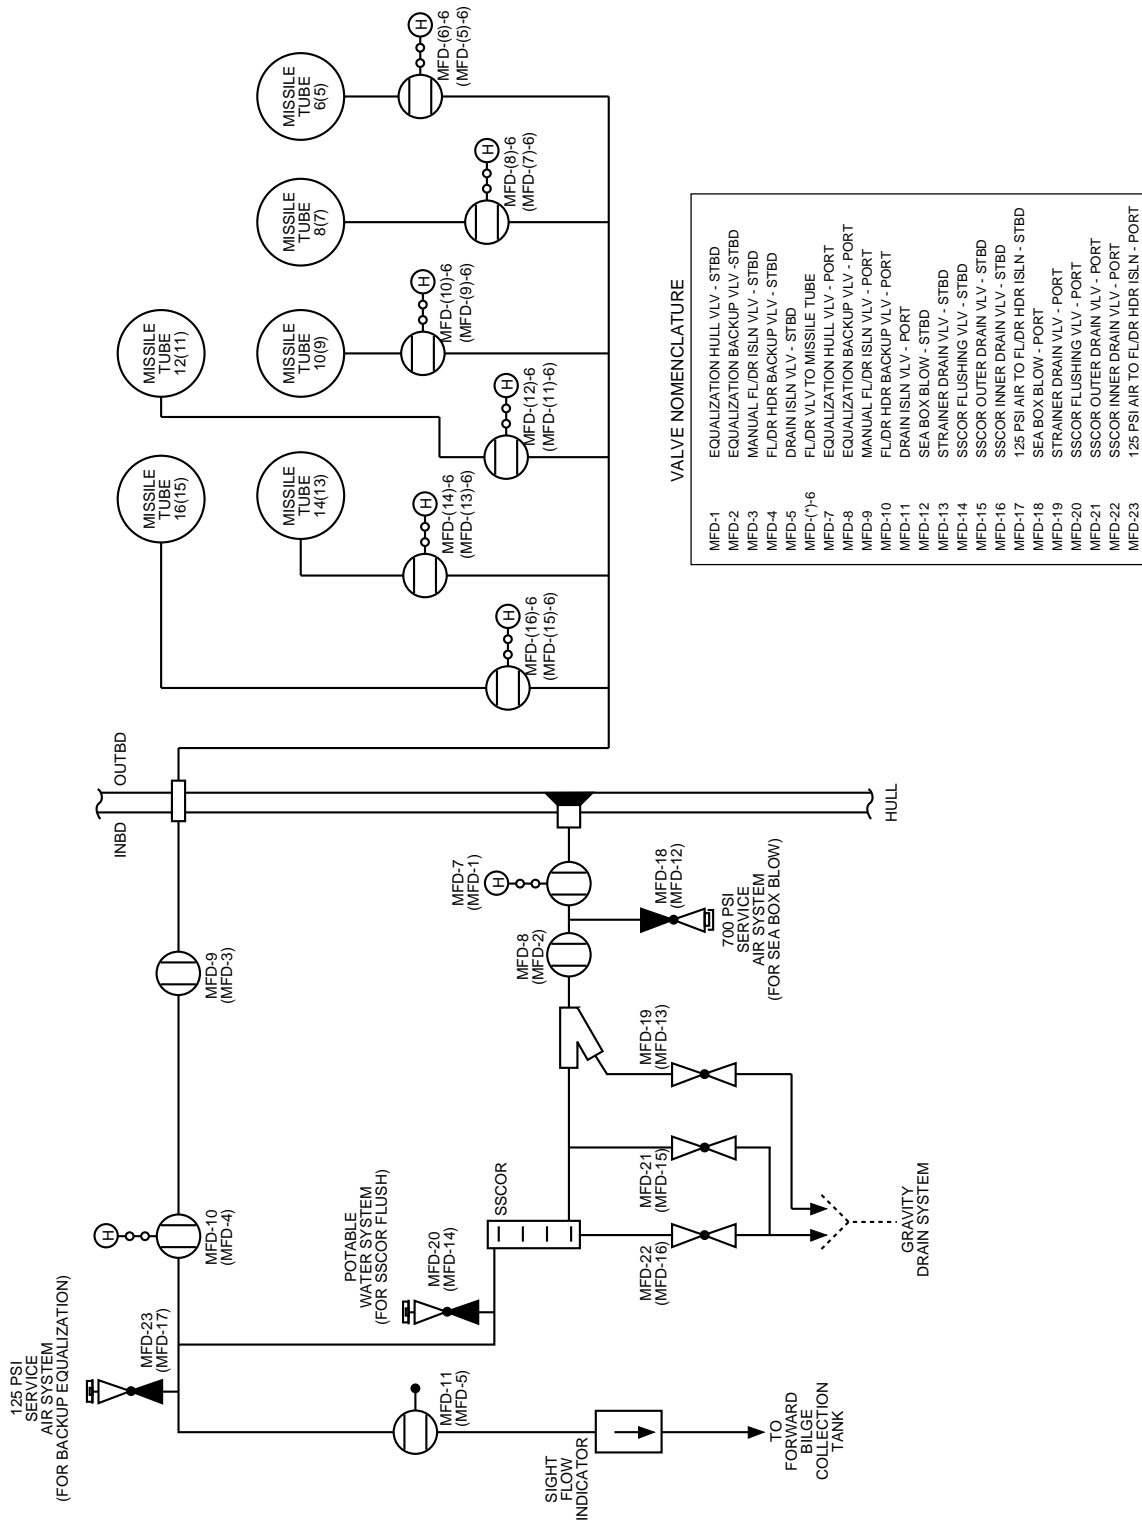 125 PSI
SERVICE
AIR SYSTEM
(FOR BACKUP EQUALIZATION)
MFD-23
(MFD-17)
H
MFD-10
(MFD-4)
MFD-9
(MFD-3)
INBD
OUTBD
MISSILE
TUBE
16(15)
MISSILE
TUBE
14(13)
MISSILE
TUBE
12(11)
MISSILE
TUBE
10(9)
MISSILE
TUBE
8(7)
MISSILE
TUBE
6(5)
H
MFD-(16)-6
(MFD-(15)-6)
H
MFD-(14)-6
(MFD-(13)-6)
H
MFD-(12)-6
(MFD-(11)-6)
H
MFD-(10)-6
(MFD-(9)-6)
H
MFD-(8)-6
(MFD-(7)-6)
H
MFD-(6)-6
(MFD-(5)-6)
POTABLE
WATER SYSTEM
(FOR SSCOR FLUSH)
MFD-20
(MFD-14)
MFD-11
(MFD-5)
SSCOR
MFD-8
(MFD-2)
H
MFD-7
(MFD-1)
SIGHT
FLOW
INDICATOR
MFD-22
(MFD-16)
MFD-21
(MFD-15)
MFD-19
(MFD-13)
MFD-18
(MFD-12)
700 PSI
SERVICE
AIR SYSTEM
(FOR SEA BOX BLOW)
TO
FORWARD
BILGE
COLLECTION
TANK
GRAVITY
DRAIN SYSTEM
HULL
VALVE NOMENCLATURE
MFD-1 EQUALIZATION HULL VLV - STBD
MFD-2 EQUALIZATION BACKUP VLV -STBD
MFD-3 MANUAL FL/DR ISLN VLV - STBD
MFD-4 FL/DR HDR BACKUP VLV - STBD
MFD-5 DRAIN ISLN VLV - STBD
MFD-(*)-6 FL/DR VLV TO MISSILE TUBE
MFD-7 EQUALIZATION HULL VLV - PORT
MFD-8 EQUALIZATION BACKUP VLV - PORT
MFD-9 MANUAL FL/DR ISLN VLV - PORT
MFD-10 FL/DR HDR BACKUP VLV - PORT
MFD-11 DRAIN ISLN VLV - PORT
MFD-12 SEA BOX BLOW - STBD
MFD-13 STRAINER DRAIN VLV - STBD
MFD-14 SSCOR FLUSHING VLV - STBD
MFD-15 SSCOR OUTER DRAIN VLV - STBD
MFD-16 SSCOR INNER DRAIN VLV - STBD
MFD-17 125 PSI AIR TO FL/DR HDR ISLN - STBD
MFD-18 SEA BOX BLOW - PORT
MFD-19 STRAINER DRAIN VLV - PORT
MFD-20 SSCOR FLUSHING VLV - PORT
MFD-21 SSCOR OUTER DRAIN VLV - PORT
MFD-22 SSCOR INNER DRAIN VLV - PORT
MFD-23 125 PSI AIR TO FL/DR HDR ISLN - PORT